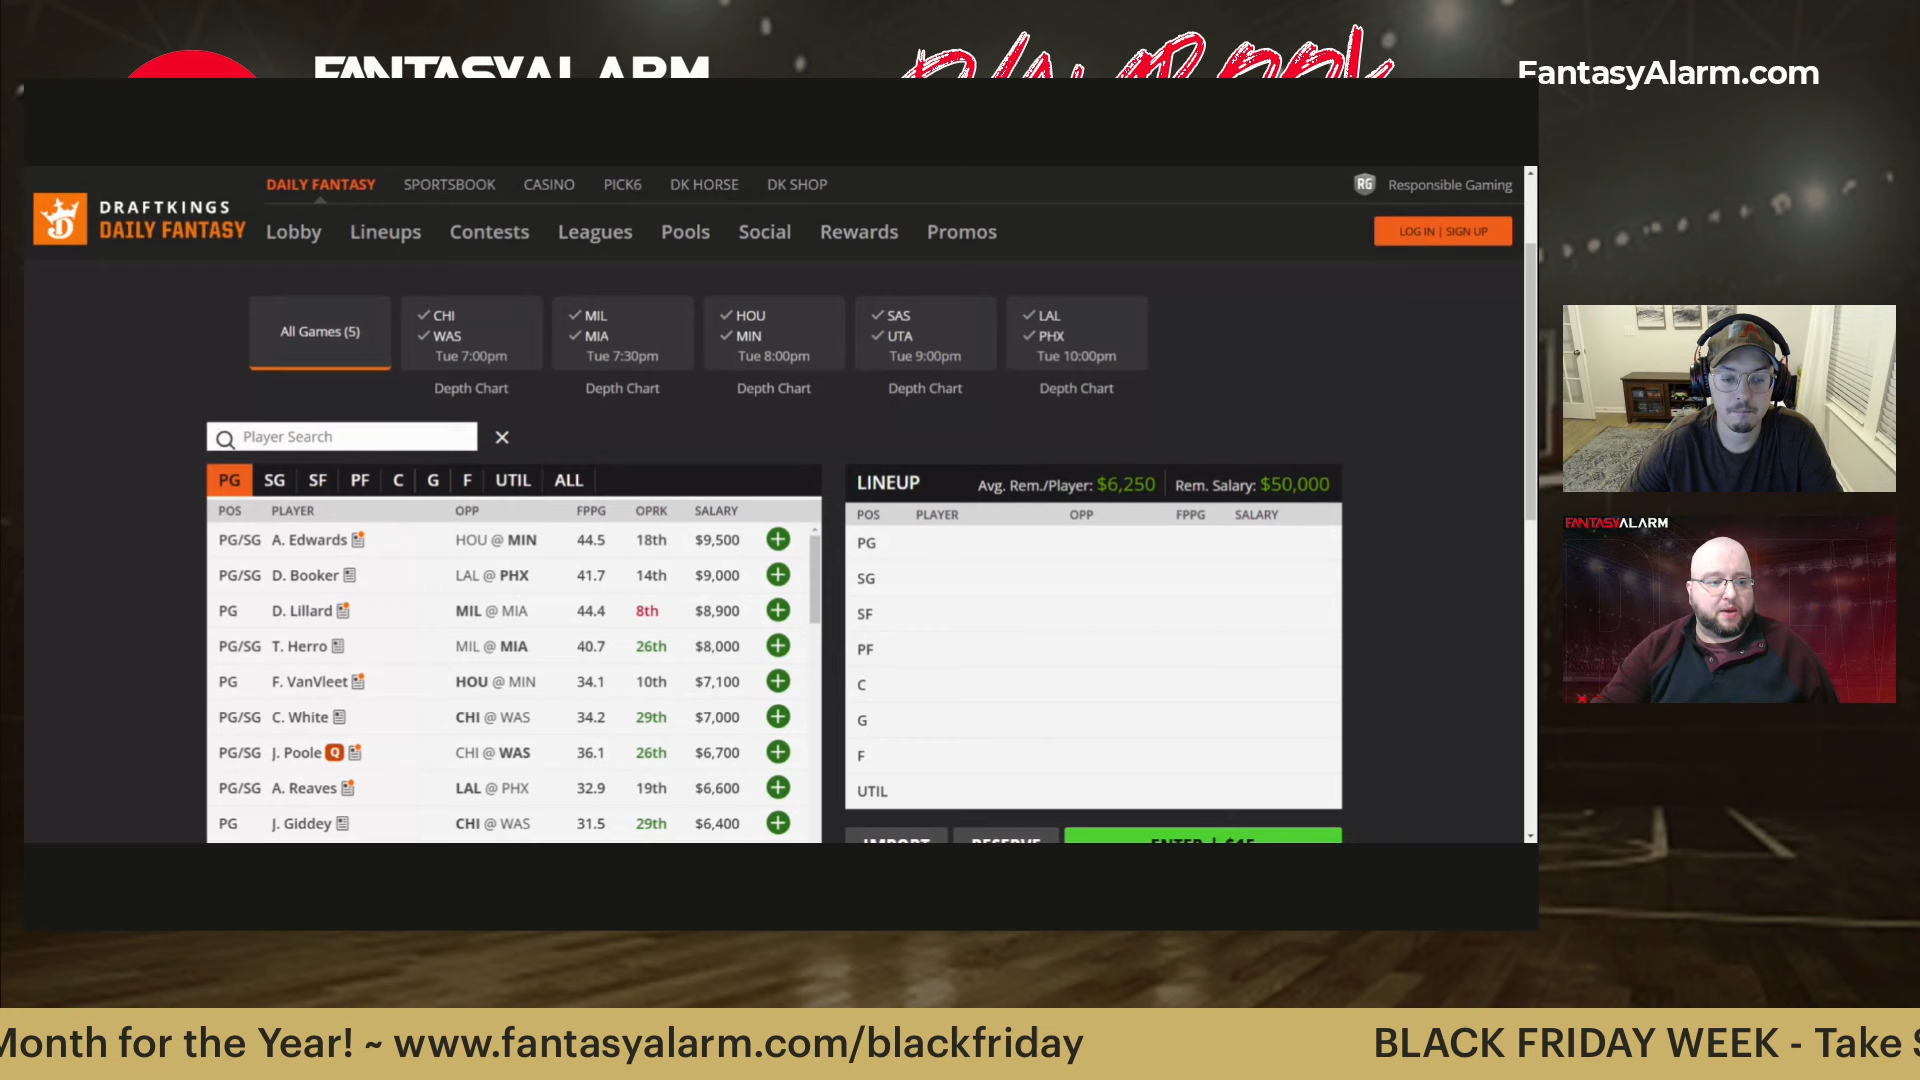 FANTASYALARM
PLAYBOOK
FantasyAlarm.com
DAILY FANTASY SPORTSBOOK CASINO PICK6 DK HORSE DK SHOP
RG Responsible Gaming
DRAFTKINGS
DAILY FANTASY
Lobby Lineups Contests Leagues Pools Social Rewards Promos
LOG IN | SIGN UP
All Games (5)
CHI
WAS
Tue 7:00pm
Depth Chart
MIL
MIA
Tue 7:30pm
Depth Chart
HOU
MIN
Tue 8:00pm
Depth Chart
SAS
UTA
Tue 9:00pm
Depth Chart
LAL
PHX
Tue 10:00pm
Depth Chart
Player Search
PG SG SF PF C G F UTIL ALL
POS PLAYER OPP FPPG OPRK SALARY
PG/SG A. Edwards HOU @ MIN 44.5 18th $9,500
PG/SG D. Booker LAL @ PHX 41.7 14th $9,000
PG D. Lillard MIL @ MIA 44.4 8th $8,900
PG/SG T. Herro MIL @ MIA 40.7 26th $8,000
PG F. VanVleet HOU @ MIN 34.1 10th $7,100
PG/SG C. White CHI @ WAS 34.2 29th $7,000
PG/SG J. Poole Q CHI @ WAS 36.1 26th $6,700
PG/SG A. Reaves LAL @ PHX 32.9 19th $6,600
PG J. Giddey CHI @ WAS 31.5 29th $6,400
LINEUP Avg. Rem./Player: $6,250 Rem. Salary: $50,000
POS PLAYER OPP FPPG SALARY
PG
SG
SF
PF
C
G
F
UTIL
IMPORT RESERVE ENTER | $15
FANTASYALARM
Month for the Year! ~ www.fantasyalarm.com/blackfriday BLACK FRIDAY WEEK - Take